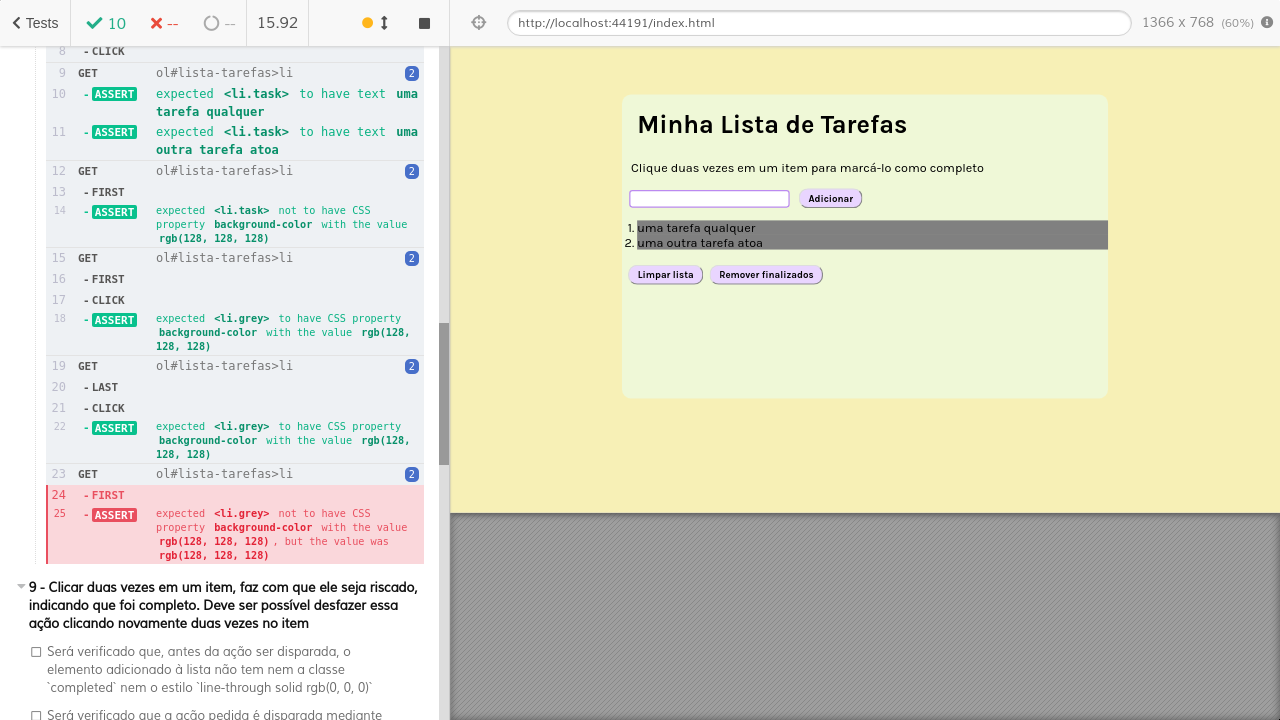 Tests
10
--
--
15.92
8 - CLICK
9 GET ol#lista-tarefas>li 2
10 - ASSERT expected <li.task> to have text uma
tarefa qualquer
11 - ASSERT expected <li.task> to have text uma
outra tarefa atoa
12 GET ol#lista-tarefas>li 2
13 - FIRST
14 - ASSERT expected <li.task> not to have CSS
property background-color with the value
rgb(128, 128, 128)
15 GET ol#lista-tarefas>li 2
16 - FIRST
17 - CLICK
18 - ASSERT expected <li.grey> to have CSS property
background-color with the value rgb(128,
128, 128)
19 GET ol#lista-tarefas>li 2
20 - LAST
21 - CLICK
22 - ASSERT expected <li.grey> to have CSS property
background-color with the value rgb(128,
128, 128)
23 GET ol#lista-tarefas>li 2
24 - FIRST
25 - ASSERT expected <li.grey> not to have CSS
property background-color with the value
rgb(128, 128, 128), but the value was
rgb(128, 128, 128)
9 - Clicar duas vezes em um item, faz com que ele seja riscado,
indicando que foi completo. Deve ser possível desfazer essa
ação clicando novamente duas vezes no item
Será verificado que, antes da ação ser disparada, o
elemento adicionado à lista não tem nem a classe
`completed` nem o estilo `line-through solid rgb(0, 0, 0)`
Será verificado que a ação pedida é disparada mediante
http://localhost:44191/index.html
1366 x 768 (60%)
Minha Lista de Tarefas
Clique duas vezes em um item para marcá-lo como completo
Adicionar
1. uma tarefa qualquer
2. uma outra tarefa atoa
Limpar lista
Remover finalizados